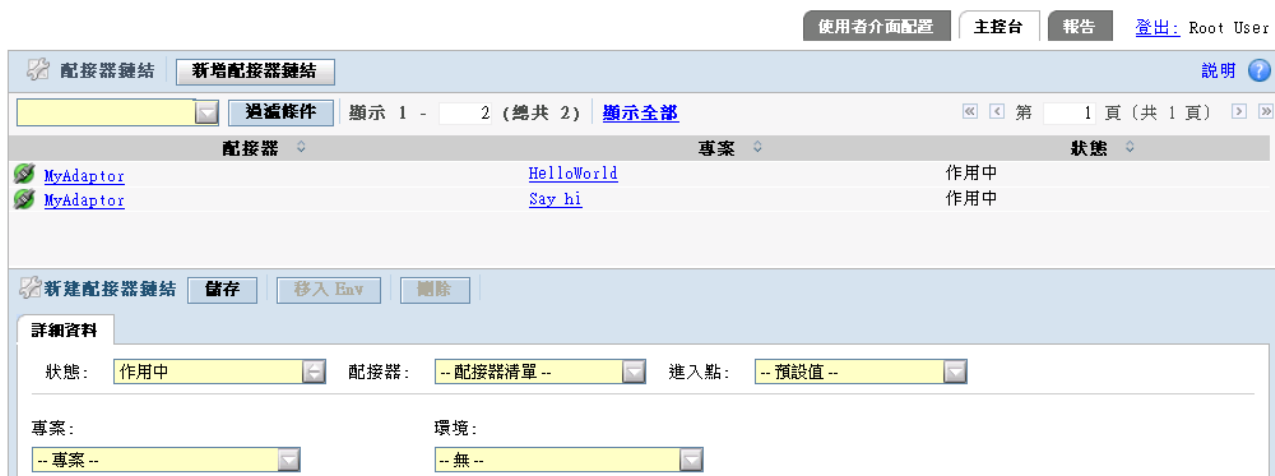 使用者介面配置 主控台 報告 登出: Root User
配接器鏈結 新增配接器鏈結 說明
過濾條件 顯示 1 - 2 (總共 2) 顯示全部 第 1 頁 (共 1 頁)
配接器 專案 狀態
MyAdaptor HelloWorld 作用中
MyAdaptor Say hi 作用中
新建配接器鏈結 儲存 移入 Env 刪除
詳細資料
狀態: 作用中 配接器: -- 配接器清單 -- 進入點: -- 預設值 --
專案: 環境:
-- 專案 -- -- 無 --